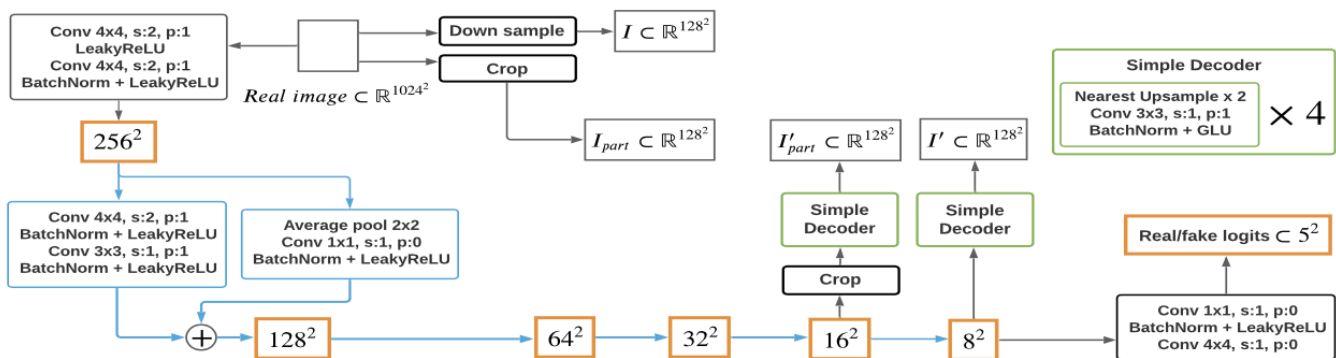 Conv 4x4, s:2, p:1
LeakyReLU
Conv 4x4, s:2, p:1
BatchNorm + LeakyReLU
Real image ⊂ ℝ^{1024²}
Down sample
I ⊂ ℝ^{128²}
Crop
I_{part} ⊂ ℝ^{128²}
256²
Conv 4x4, s:2, p:1
BatchNorm + LeakyReLU
Conv 3x3, s:1, p:1
BatchNorm + LeakyReLU
Average pool 2x2
Conv 1x1, s:1, p:0
BatchNorm + LeakyReLU
+
128²
64²
32²
16²
8²
Crop
Simple
Decoder
I'_{part} ⊂ ℝ^{128²}
Simple
Decoder
I' ⊂ ℝ^{128²}
Simple Decoder
Nearest Upsample x 2
Conv 3x3, s:1, p:1
BatchNorm + GLU
× 4
Real/fake logits ⊂ 5²
Conv 1x1, s:1, p:0
BatchNorm + LeakyReLU
Conv 4x4, s:1, p:0